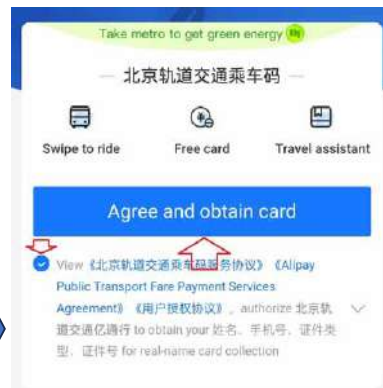 Take metro to get green energy
北京轨道交通乘车码
Swipe to ride
Free card
Travel assistant
Agree and obtain card
View 《北京轨道交通乘车码服务协议》 《Alipay
Public Transport Fare Payment Services
Agreement》 《用户授权协议》, authorize 北京轨
道交通亿通行 to obtain your 姓名、手机号、证件类
型、证件号 for real-name card collection